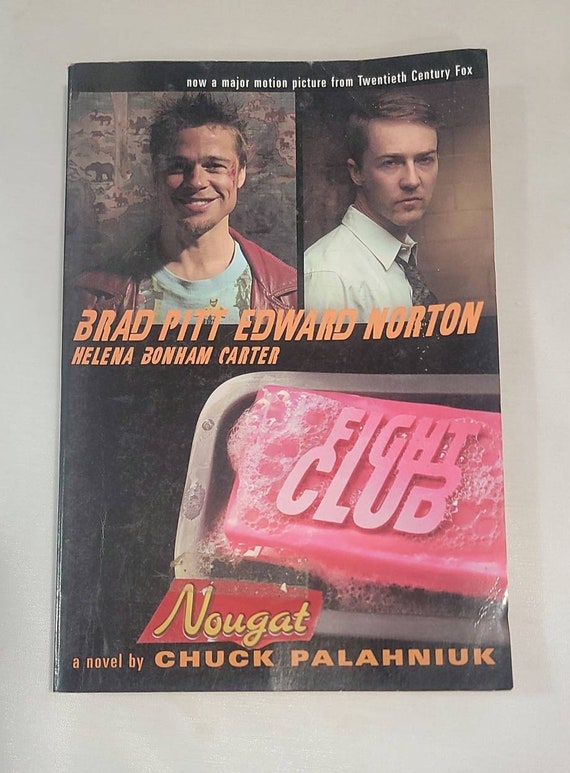 now a major motion picture from Twentieth Century Fox
BRAD PITT EDWARD NORTON
HELENA BONHAM CARTER
FIGHT
CLUB
Nougat
a novel by CHUCK PALAHNIUK